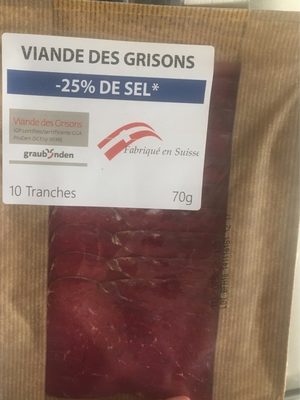 VIANDE DES GRISONS
-25% DE SEL*
Viande des Grisons
graubünden
Fabriqué en Suisse
10 Tranches
70g